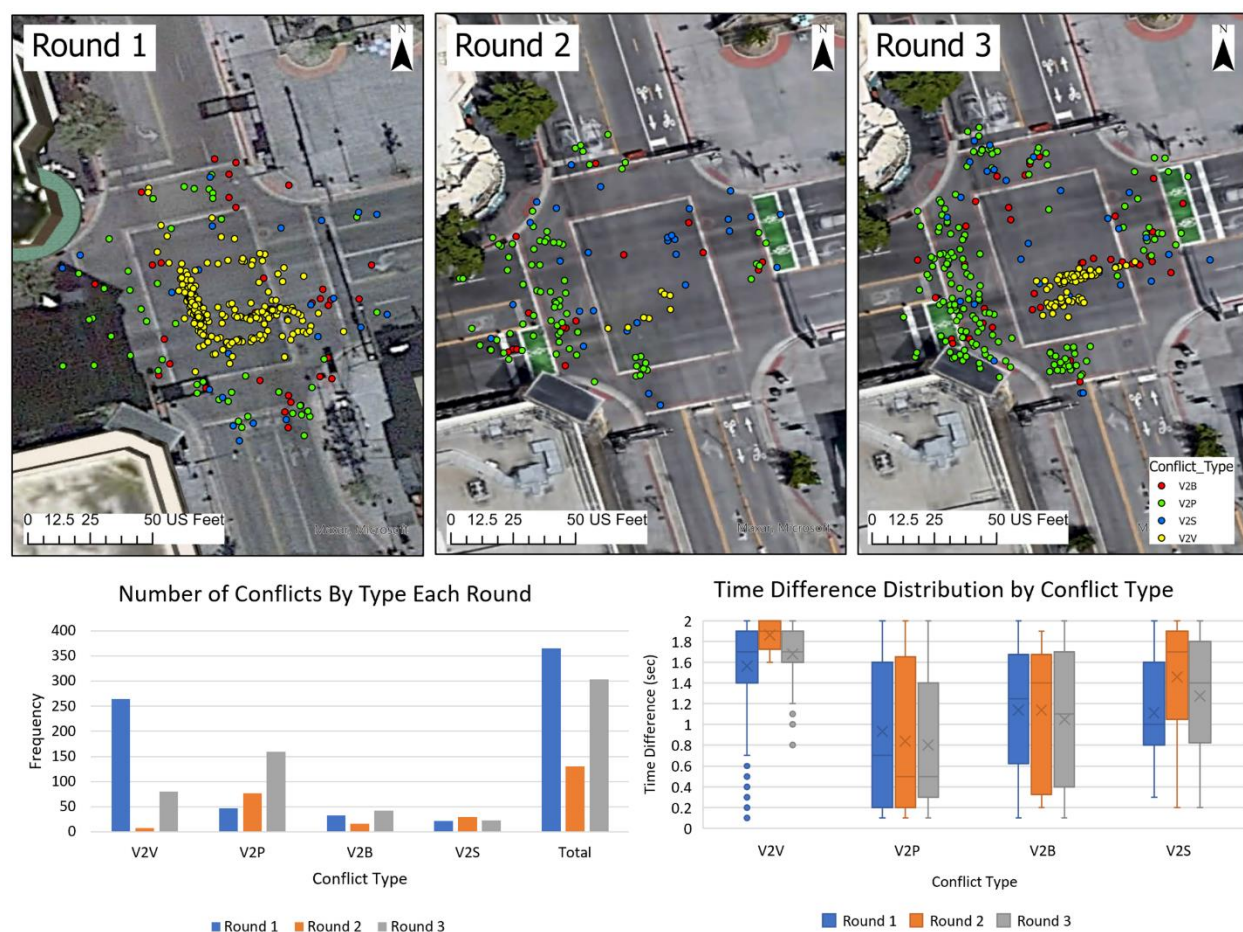 Round 1
N
Round 2
N
Round 3
N
0 12.5 25 50 US Feet
Maxar, Microsoft
0 12.5 25 50 US Feet
Maxar, Microsoft
0 12.5 25 50 US Feet
Conflict_Type
V2B
V2P
V2S
V2V
Number of Conflicts By Type Each Round
400
350
300
250
200
150
100
50
0
Frequency
V2V V2P V2B V2S Total
Conflict Type
Round 1 Round 2 Round 3
Time Difference Distribution by Conflict Type
2
1.8
1.6
1.4
1.2
1
0.8
0.6
0.4
0.2
0
Time Difference (sec)
V2V V2P V2B V2S
Conflict Type
Round 1 Round 2 Round 3